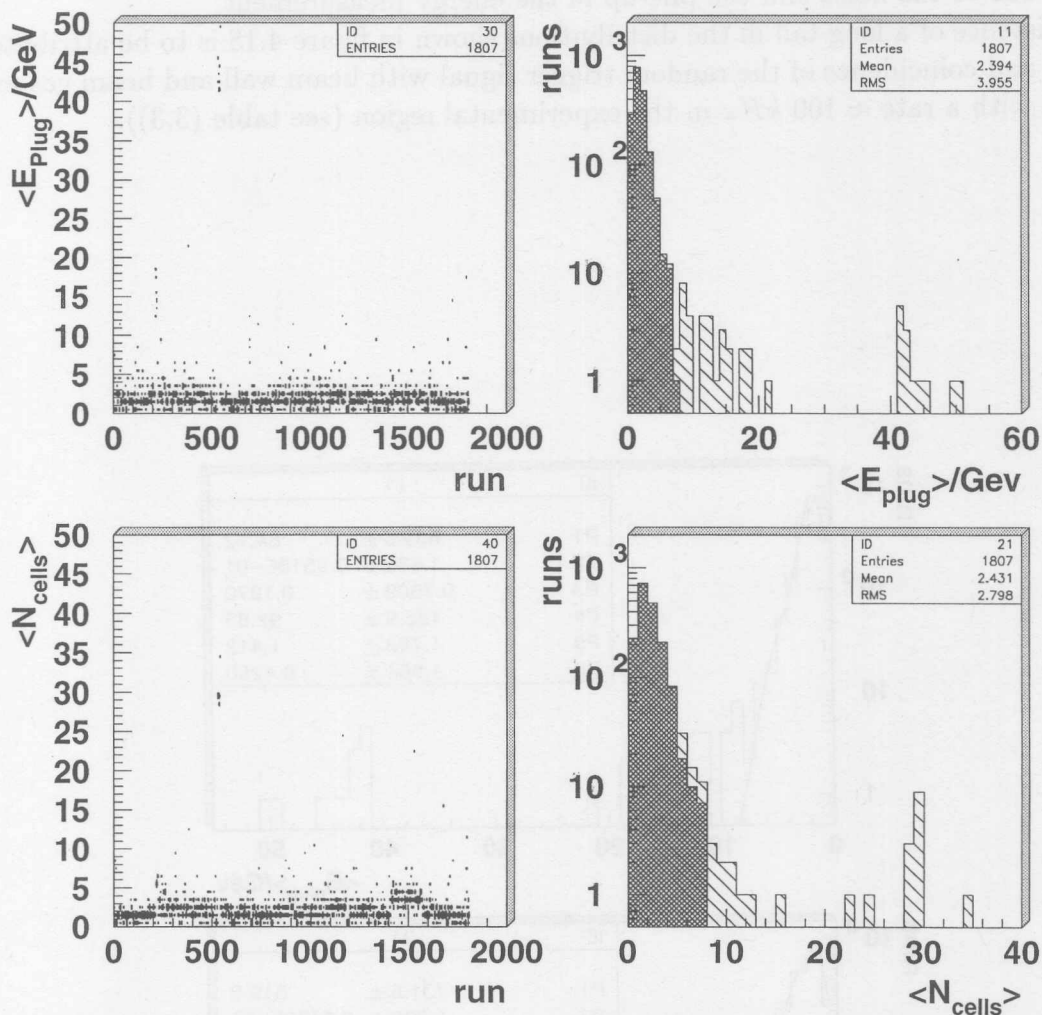 50
45
40
35
30
25
20
15
10
5
0
<E_Plug>/GeV
ID 30
ENTRIES 1807
0 500 1000 1500 2000
run
runs
10^3
10^2
10
1
ID 11
Entries 1807
Mean 2.394
RMS 3.955
0 20 40 60
<E_plug>/Gev
50
45
40
35
30
25
20
15
10
5
0
<N_cells>
ID 40
ENTRIES 1807
0 500 1000 1500 2000
run
runs
10^3
10^2
10
1
ID 21
Entries 1807
Mean 2.431
RMS 2.798
0 10 20 30 40
<N_cells>